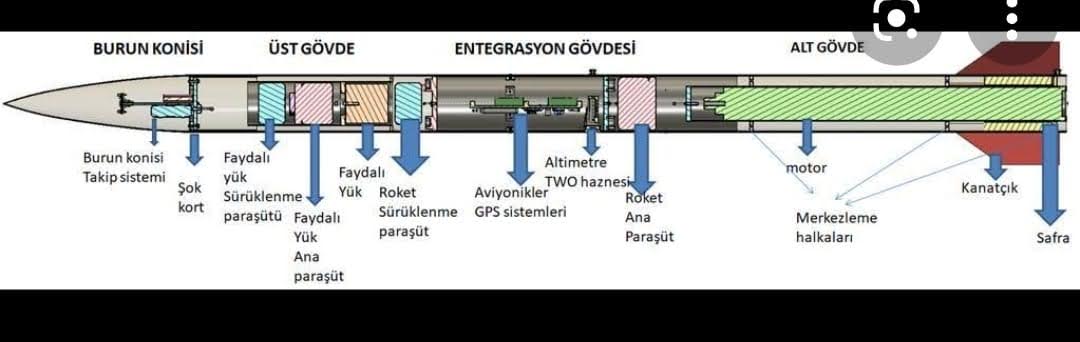 BURUN KONİSİ
ÜST GÖVDE
ENTEGRASYON GÖVDESİ
ALT GÖVDE
Burun konisi
Takip sistemi
Şok
kort
Faydalı
yük
Sürüklenme
paraşütü
Faydalı
Yük
Ana
paraşüt
Faydalı
Yük
Roket
Sürüklenme
paraşüt
Aviyonikler
GPS sistemleri
Altimetre
TWO haznesi
Roket
Ana
Paraşüt
motor
Merkezleme
halkaları
Kanatçık
Safra